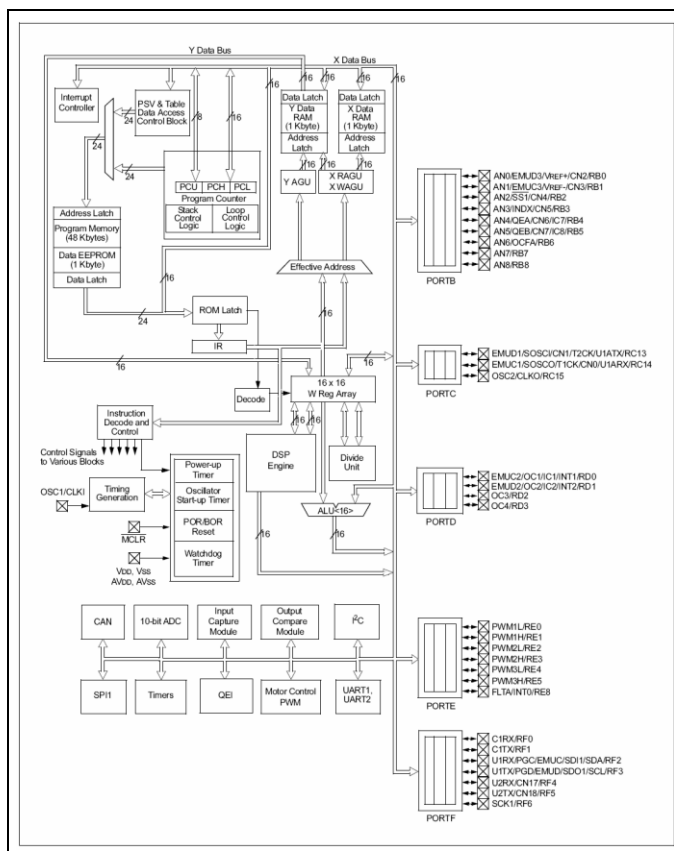 Y Data Bus
X Data Bus
16
16
16
16
16
Interrupt
Controller
PSV & Table
Data Access
Control Block
24
24
24
8
16
Data Latch
Y Data
RAM
(1 Kbyte)
Address
Latch
Data Latch
X Data
RAM
(1 Kbyte)
Address
Latch
16
16
16
Y AGU
X RAGU
X WAGU
PCU PCH PCL
Program Counter
Stack
Control
Logic
Loop
Control
Logic
Address Latch
Program Memory
(48 Kbytes)
Data EEPROM
(1 Kbyte)
Data Latch
16
Effective Address
24
ROM Latch
16
IR
16
16
16 x 16
W Reg Array
Decode
16 16
Instruction
Decode and
Control
Control Signals
to Various Blocks
DSP
Engine
Divide
Unit
Power-up
Timer
Oscillator
Start-up Timer
POR/BOR
Reset
Watchdog
Timer
OSC1/CLKI
Timing
Generation
MCLR
VDD, VSS
AVDD, AVSS
ALU<16>
16
16
CAN
10-bit ADC
Input
Capture
Module
Output
Compare
Module
I2C
SPI1
Timers
QEI
Motor Control
PWM
UART1,
UART2
AN0/EMUD3/VREF+/CN2/RB0
AN1/EMUC3/VREF-/CN3/RB1
AN2/SS1/CN4/RB2
AN3/INDX/CN5/RB3
AN4/QEA/CN6/IC7/RB4
AN5/QEB/CN7/IC8/RB5
AN6/OCFA/RB6
AN7/RB7
AN8/RB8
PORTB
EMUD1/SOSCI/CN1/T2CK/U1ATX/RC13
EMUC1/SOSCO/T1CK/CN0/U1ARX/RC14
OSC2/CLKO/RC15
PORTC
EMUC2/OC1/IC1/INT1/RD0
EMUD2/OC2/IC2/INT2/RD1
OC3/RD2
OC4/RD3
PORTD
PWM1L/RE0
PWM1H/RE1
PWM2L/RE2
PWM2H/RE3
PWM3L/RE4
PWM3H/RE5
FLTA/INT0/RE8
PORTE
C1RX/RF0
C1TX/RF1
U1RX/PGC/EMUC/SDI1/SDA/RF2
U1TX/PGD/EMUD/SDO1/SCL/RF3
U2RX/CN17/RF4
U2TX/CN18/RF5
SCK1/RF6
PORTF